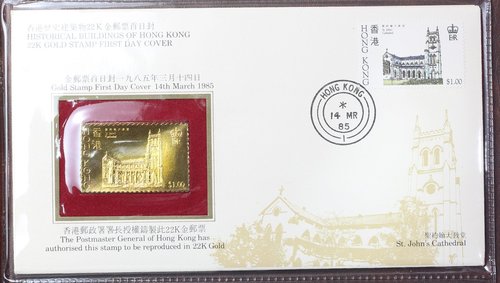 香港歷史建築物22K金郵票首日封
HISTORICAL BUILDINGS OF HONG KONG
22K GOLD STAMP FIRST DAY COVER
金郵票首日封一九八五年三月十四日
Gold Stamp First Day Cover 14th March 1985
香港
HONG KONG
$1.00
香港郵政署署長授權鑄製此22K金郵票
The Postmaster General of Hong Kong has
authorised this stamp to be reproduced in 22K Gold
HONG KONG
*
14 MR
85
1
香港
HONG KONG
$1.00
聖約翰大教堂
St. John's Cathedral